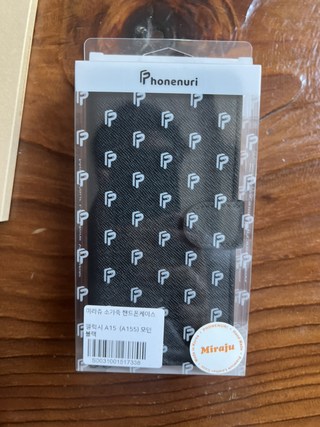 Phonenuri
미라쥬 소가죽 핸드폰케이스
갤럭시 A15 (A155) 모던
블랙
S0031001517358
Miraju